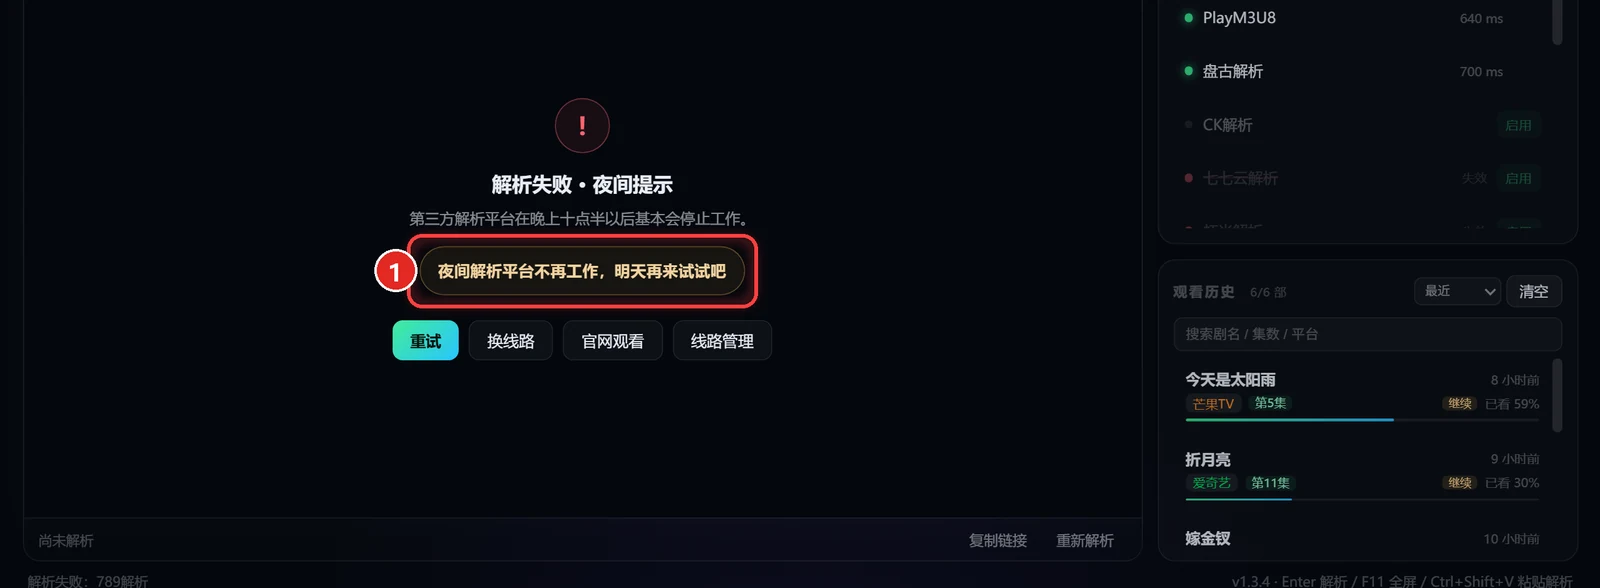 PlayM3U8 640 ms
盘古解析 700 ms
CK解析 启用
七七云解析 失效 启用
!
解析失败·夜间提示
第三方解析平台在晚上十点半以后基本会停止工作。
1 夜间解析平台不再工作，明天再来试试吧
重试 换线路 官网观看 线路管理
观看历史 6/6 部 最近 清空
搜索剧名 / 集数 / 平台
今天是太阳雨 8 小时前
芒果TV 第5集 继续 已看 59%
折月亮 9 小时前
爱奇艺 第11集 继续 已看 30%
嫁金钗 10 小时前
尚未解析 复制链接 重新解析
解析失败：789解析 v1.3.4 · Enter 解析 / F11 全屏 / Ctrl+Shift+V 粘贴解析